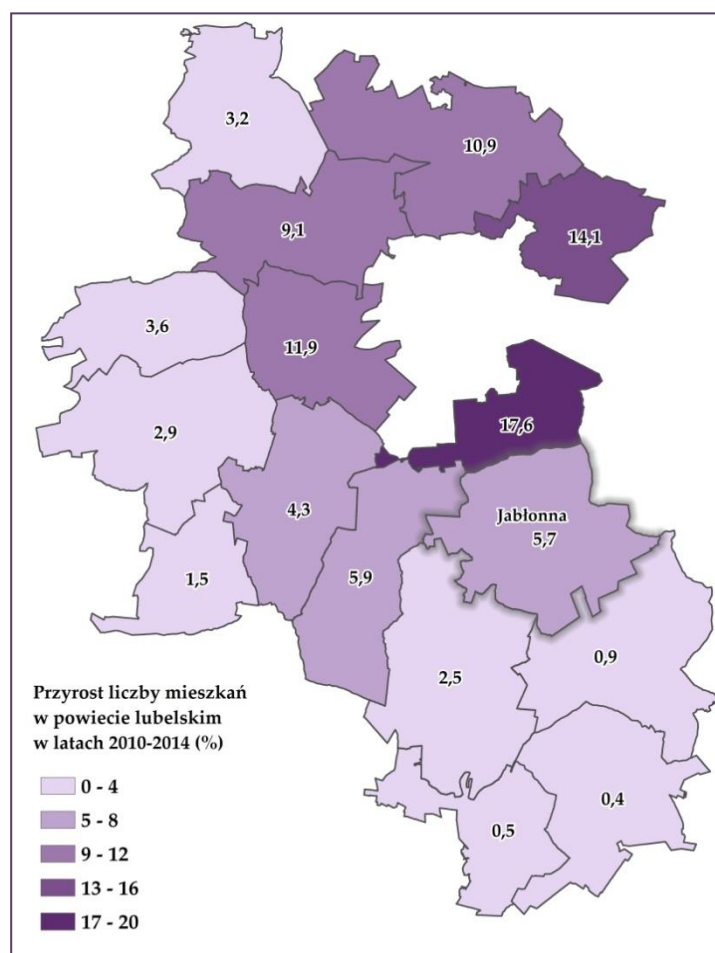 3,2
10,9
9,1
14,1
3,6
11,9
2,9
17,6
4,3
Jabłonna
5,7
1,5
5,9
0,9
2,5
0,4
0,5
Przyrost liczby mieszkań
w powiecie lubelskim
w latach 2010-2014 (%)
0 - 4
5 - 8
9 - 12
13 - 16
17 - 20